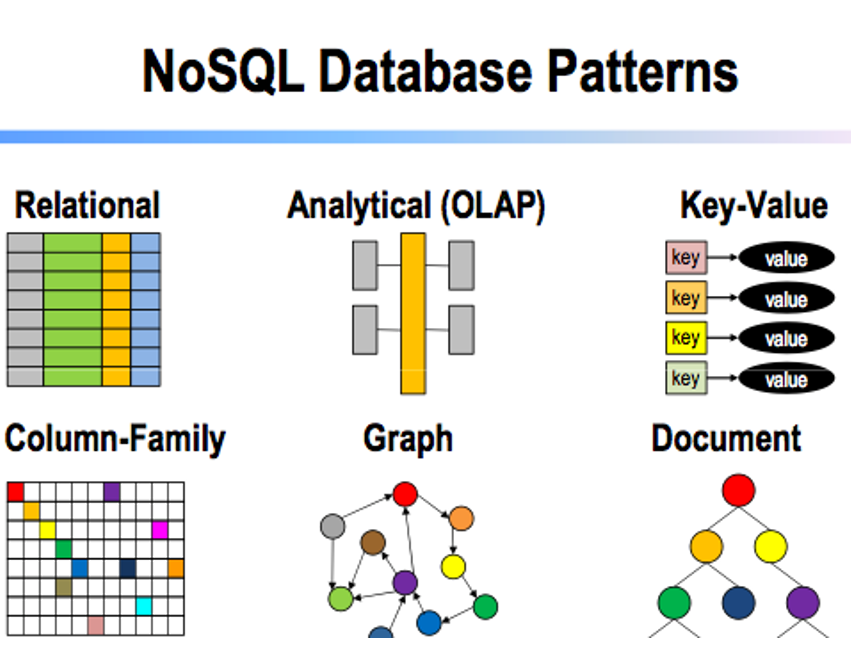 NoSQL Database Patterns
Relational
Analytical (OLAP)
Key-Value
key value
key value
key value
key value
Column-Family
Graph
Document